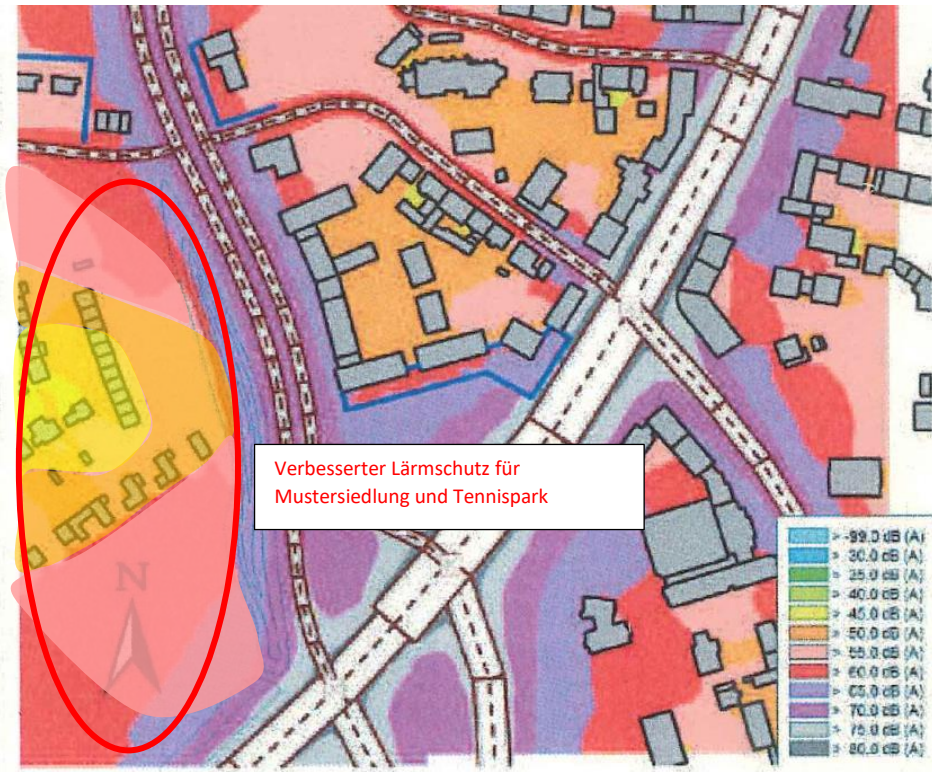 Verbesserter Lärmschutz für
Mustersiedlung und Tennispark
N
> -99.0 dB (A)
> 30.0 dB (A)
> 35.0 dB (A)
> 40.0 dB (A)
> 45.0 dB (A)
> 50.0 dB (A)
> 55.0 dB (A)
> 60.0 dB (A)
> 65.0 dB (A)
> 70.0 dB (A)
> 75.0 dB (A)
> 80.0 dB (A)